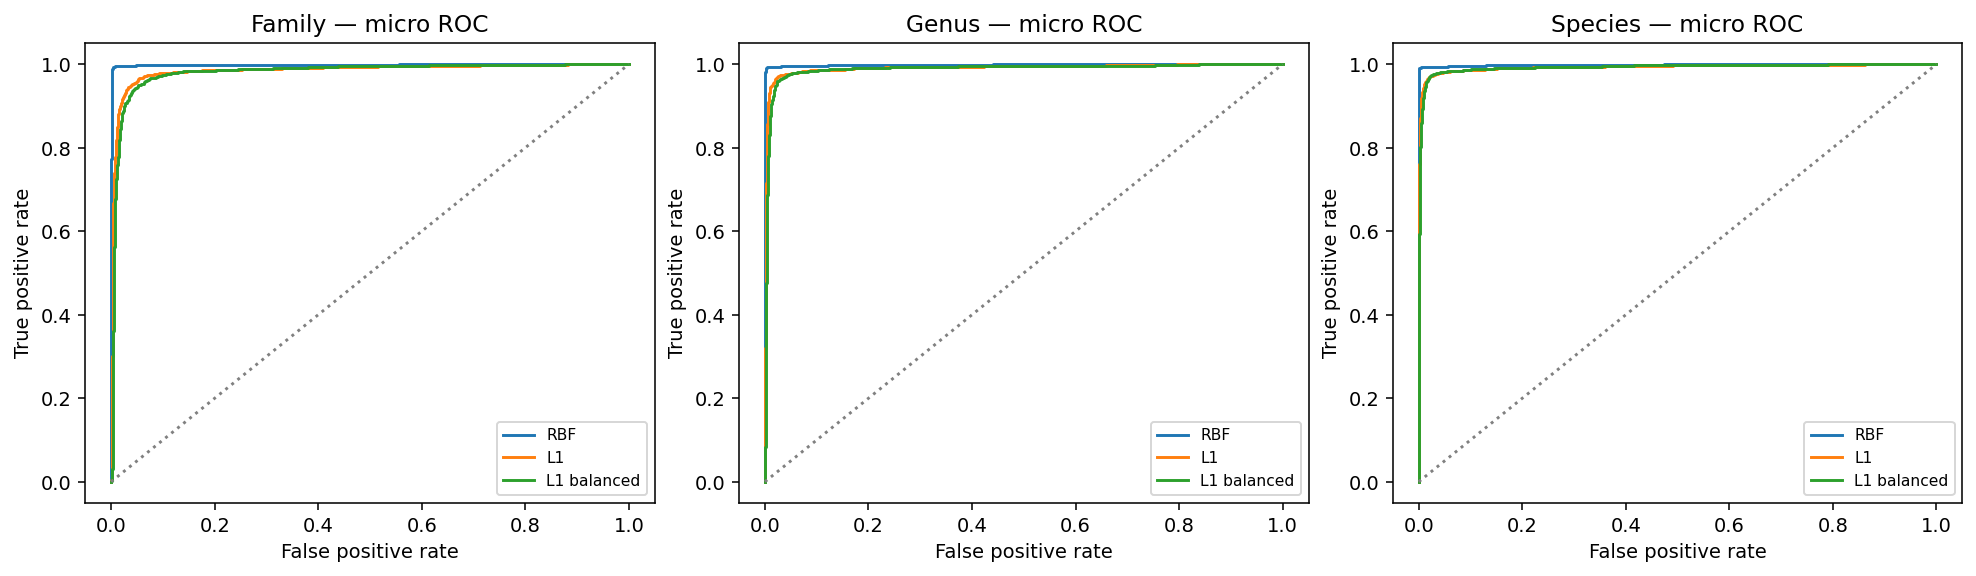 Family — micro ROC
True positive rate
1.0
0.8
0.6
0.4
0.2
0.0
0.0 0.2 0.4 0.6 0.8 1.0
False positive rate
RBF
L1
L1 balanced
Genus — micro ROC
True positive rate
1.0
0.8
0.6
0.4
0.2
0.0
0.0 0.2 0.4 0.6 0.8 1.0
False positive rate
RBF
L1
L1 balanced
Species — micro ROC
True positive rate
1.0
0.8
0.6
0.4
0.2
0.0
0.0 0.2 0.4 0.6 0.8 1.0
False positive rate
RBF
L1
L1 balanced